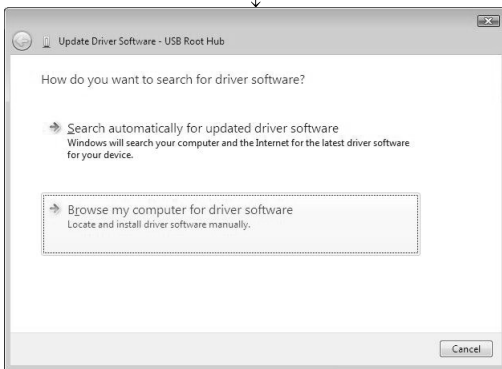 Update Driver Software - USB Root Hub
How do you want to search for driver software?
Search automatically for updated driver software
Windows will search your computer and the Internet for the latest driver software
for your device.
Browse my computer for driver software
Locate and install driver software manually.
Cancel